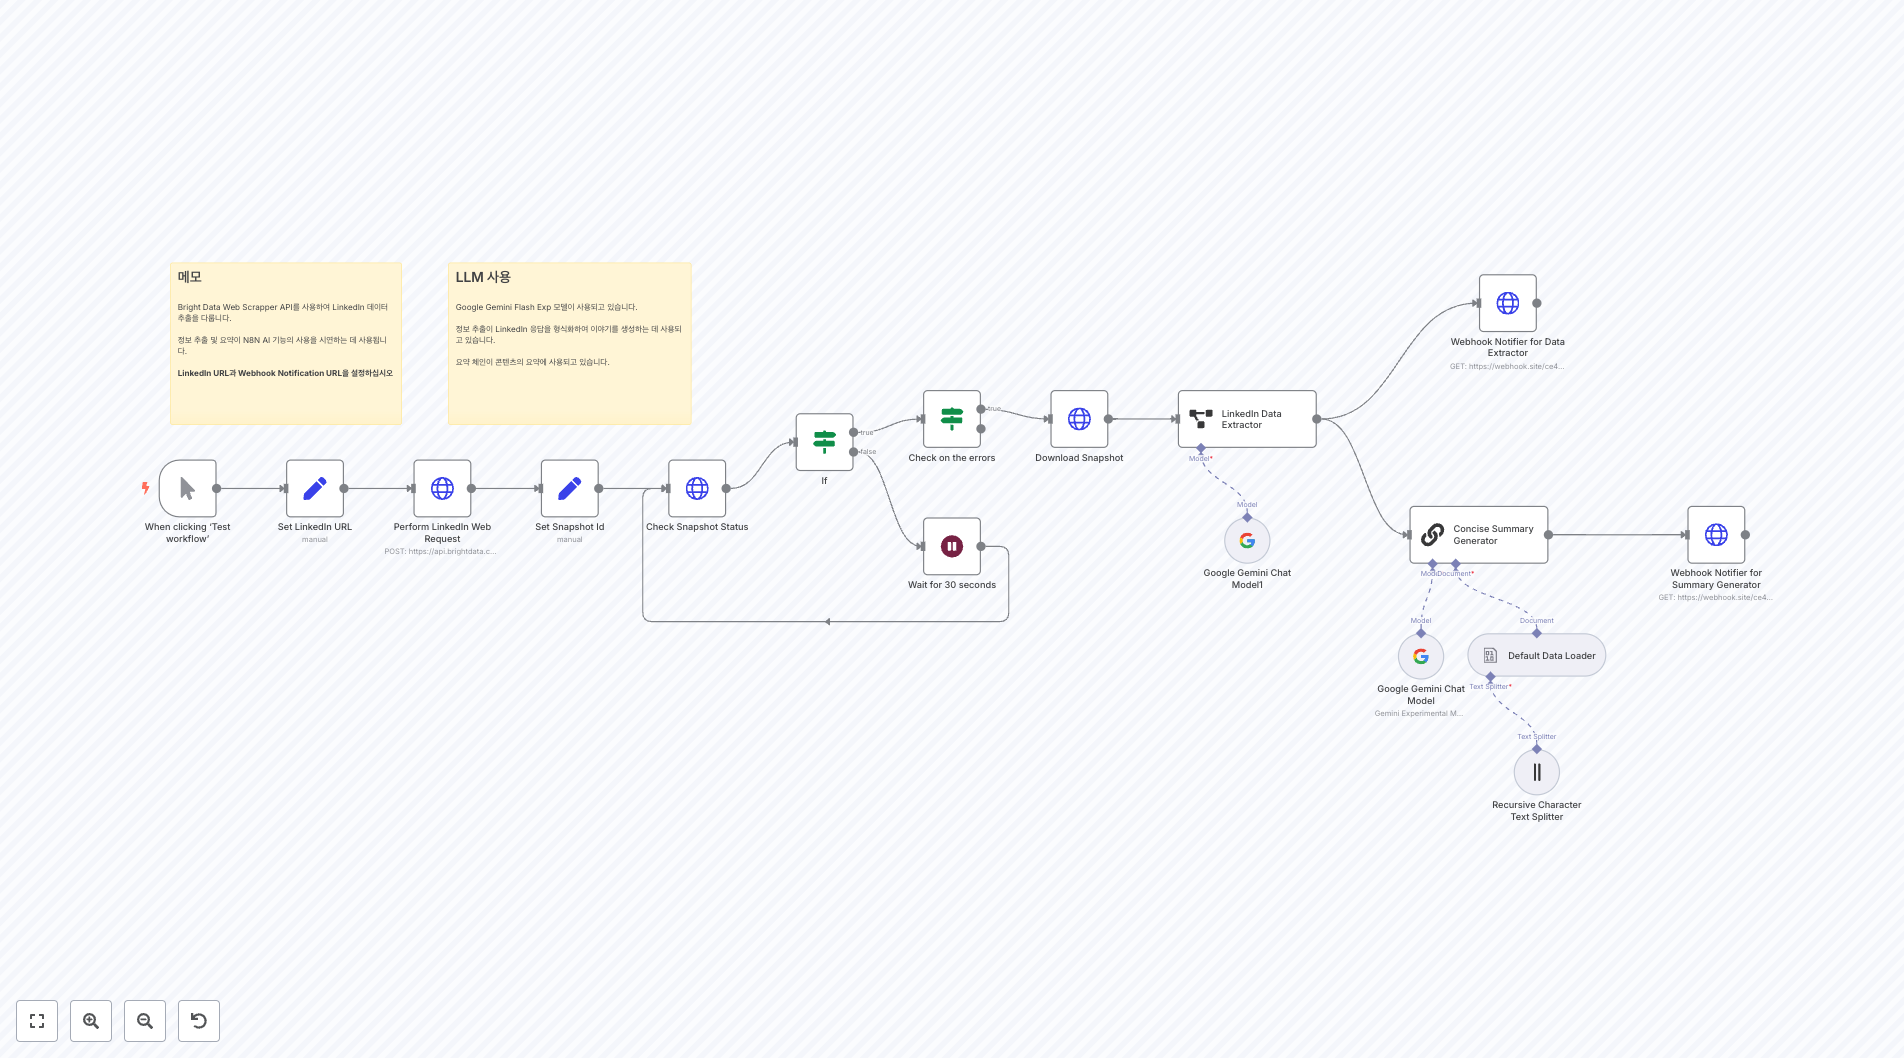 메모
Bright Data Web Scrapper API를 사용하여 LinkedIn 데이터
추출을 다룹니다.
정보 추출 및 요약이 N8N AI 기능의 사용을 시연하는 데 사용됩니
다.
LinkedIn URL과 Webhook Notification URL을 설정하십시오
LLM 사용
Google Gemini Flash Exp 모델이 사용되고 있습니다.
정보 추출이 LinkedIn 응답을 형식화하여 이야기를 생성하는 데 사용되
고 있습니다.
요약 체인이 콘텐츠의 요약에 사용되고 있습니다.
When clicking ‘Test
workflow’
Set LinkedIn URL
manual
Perform LinkedIn Web
Request
POST: https://api.brightdata.c...
Set Snapshot Id
manual
Check Snapshot Status
If
true
false
Check on the errors
true
Wait for 30 seconds
Download Snapshot
LinkedIn Data
Extractor
Model*
Model
Google Gemini Chat
Model1
Webhook Notifier for Data
Extractor
GET: https://webhook.site/ce4...
Concise Summary
Generator
Document*
Model
Document
Google Gemini Chat
Model
Gemini Experimental M...
Default Data Loader
Text Splitter*
Text Splitter
Recursive Character
Text Splitter
Webhook Notifier for
Summary Generator
GET: https://webhook.site/ce4...